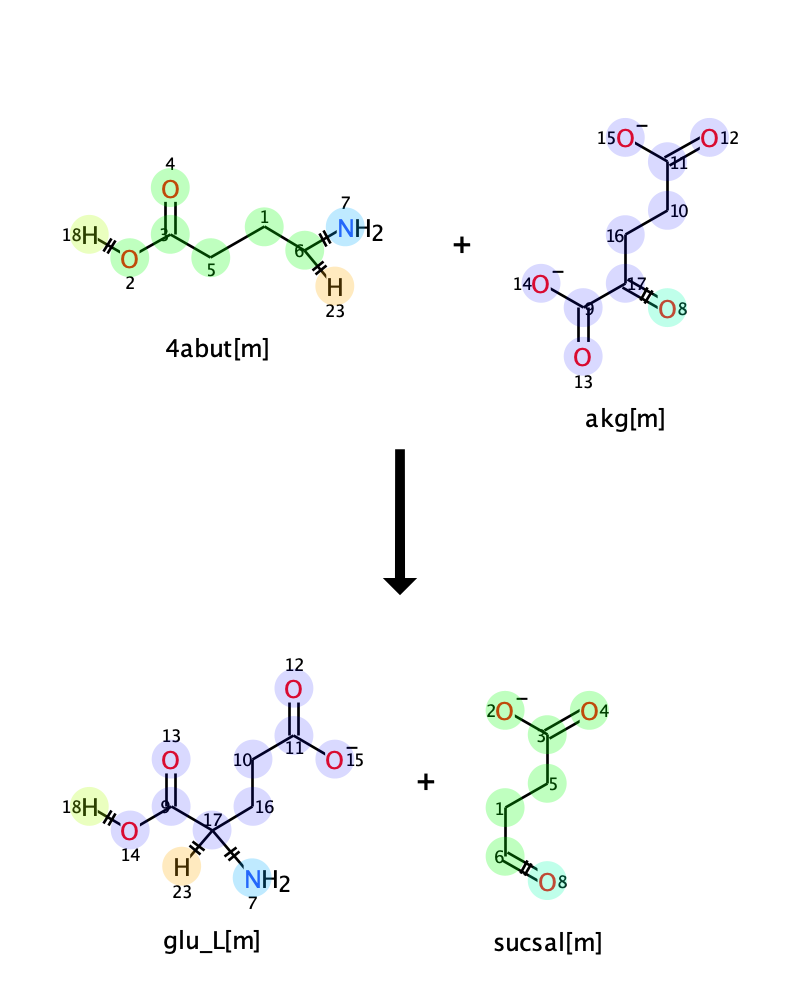 4
7
18H
3
1
NH2
O
O
2
5
6
H
23
4abut[m]
+
15O−
O12
11
10
16
14O−
17
O8
9
O
13
akg[m]
12
O
13
O
10
11
O−
15
18H
9
16
O
14
17
H
23
NH2
7
glu_L[m]
+
2O−
O4
3
5
1
6
O8
sucsal[m]